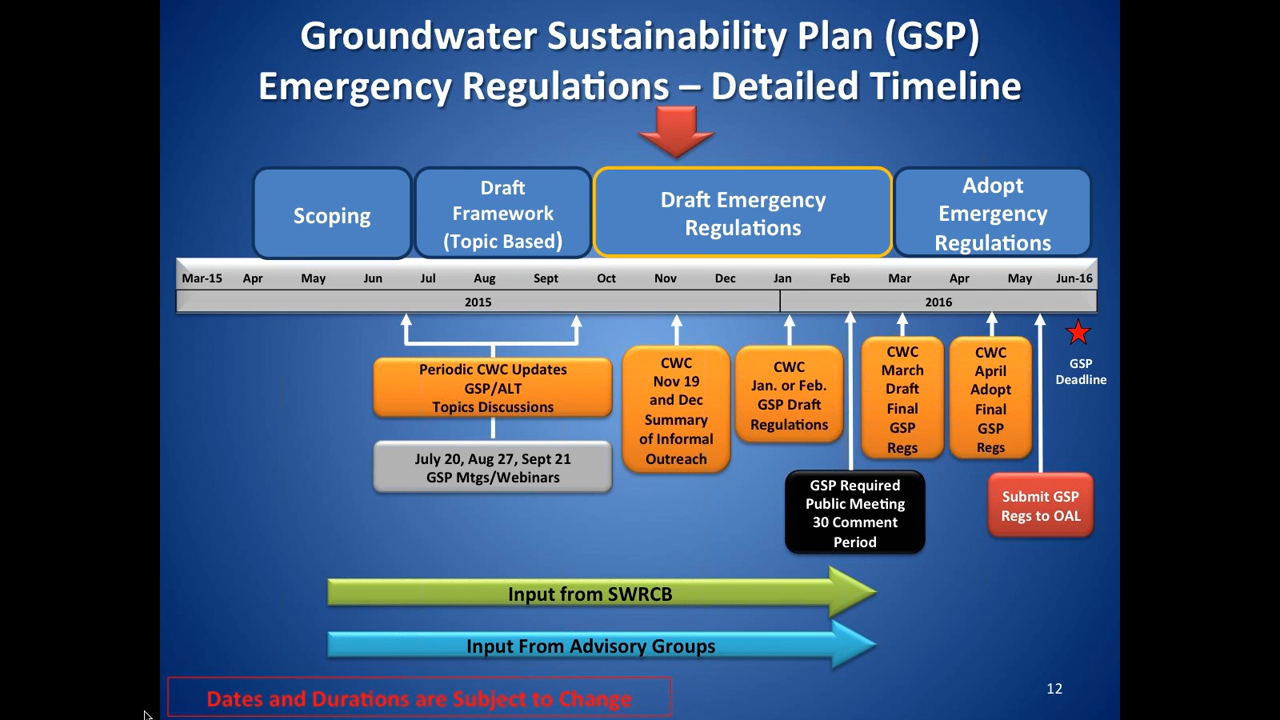 Groundwater Sustainability Plan (GSP)
Emergency Regulations – Detailed Timeline
Scoping
Draft
Framework
(Topic Based)
Draft Emergency
Regulations
Adopt
Emergency
Regulations
Mar-15 Apr May Jun Jul Aug Sept Oct Nov Dec Jan Feb Mar Apr May Jun-16
2015 2016
Periodic CWC Updates
GSP/ALT
Topics Discussions
July 20, Aug 27, Sept 21
GSP Mtgs/Webinars
CWC
Nov 19
and Dec
Summary
of Informal
Outreach
CWC
Jan. or Feb.
GSP Draft
Regulations
GSP Required
Public Meeting
30 Comment
Period
CWC
March
Draft
Final
GSP
Regs
CWC
April
Adopt
Final
GSP
Regs
Submit GSP
Regs to OAL
GSP
Deadline
Input from SWRCB
Input From Advisory Groups
Dates and Durations are Subject to Change
12